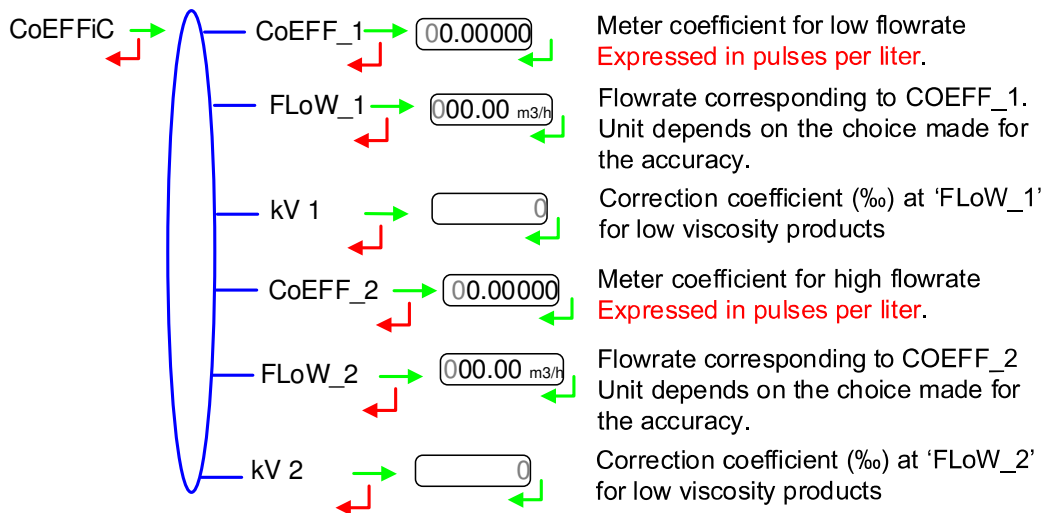 CoEFFiC
CoEFF_1
00.00000
Meter coefficient for low flowrate
Expressed in pulses per liter.
FLoW_1
000.00 m3/h
Flowrate corresponding to COEFF_1.
Unit depends on the choice made for
the accuracy.
kV 1
0
Correction coefficient (‰) at ‘FLoW_1’
for low viscosity products
CoEFF_2
00.00000
Meter coefficient for high flowrate
Expressed in pulses per liter.
FLoW_2
000.00 m3/h
Flowrate corresponding to COEFF_2
Unit depends on the choice made for
the accuracy.
kV 2
0
Correction coefficient (‰) at ‘FLoW_2’
for low viscosity products